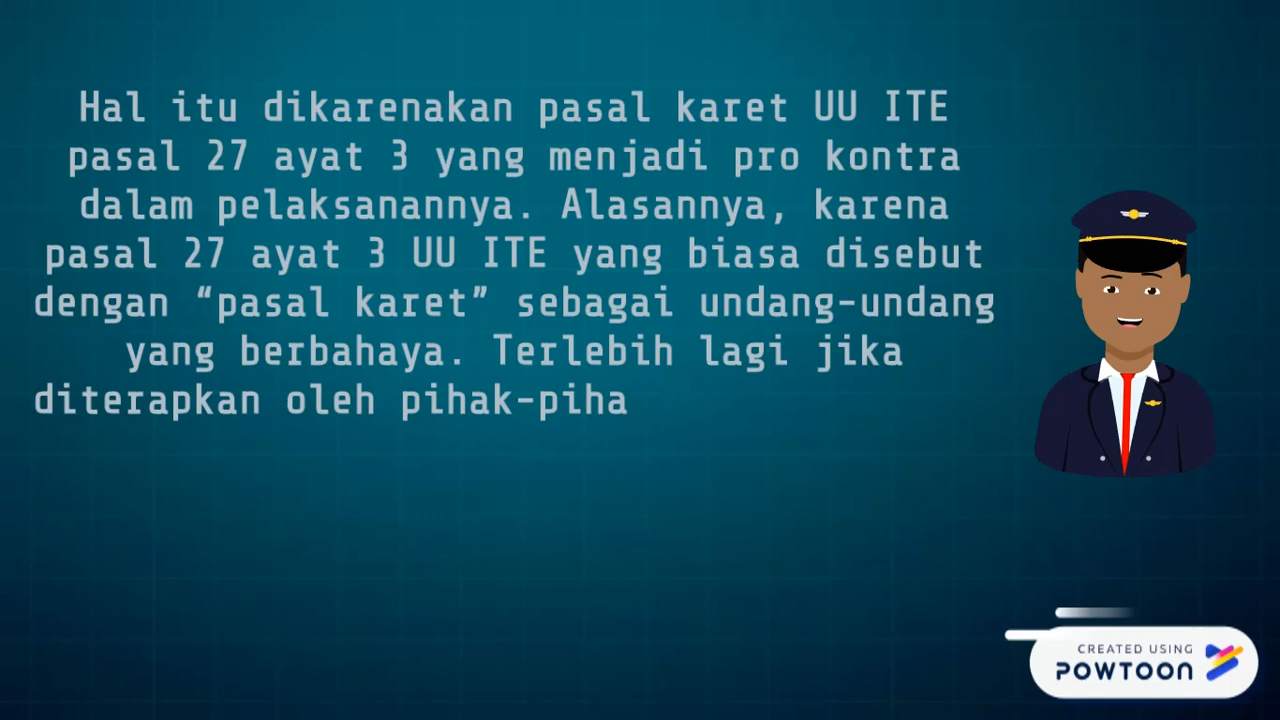 Hal itu dikarenakan pasal karet UU ITE
pasal 27 ayat 3 yang menjadi pro kontra
dalam pelaksanannya. Alasannya, karena
pasal 27 ayat 3 UU ITE yang biasa disebut
dengan “pasal karet” sebagai undang-undang
yang berbahaya. Terlebih lagi jika
diterapkan oleh pihak-piha
CREATED USING
POWTOON